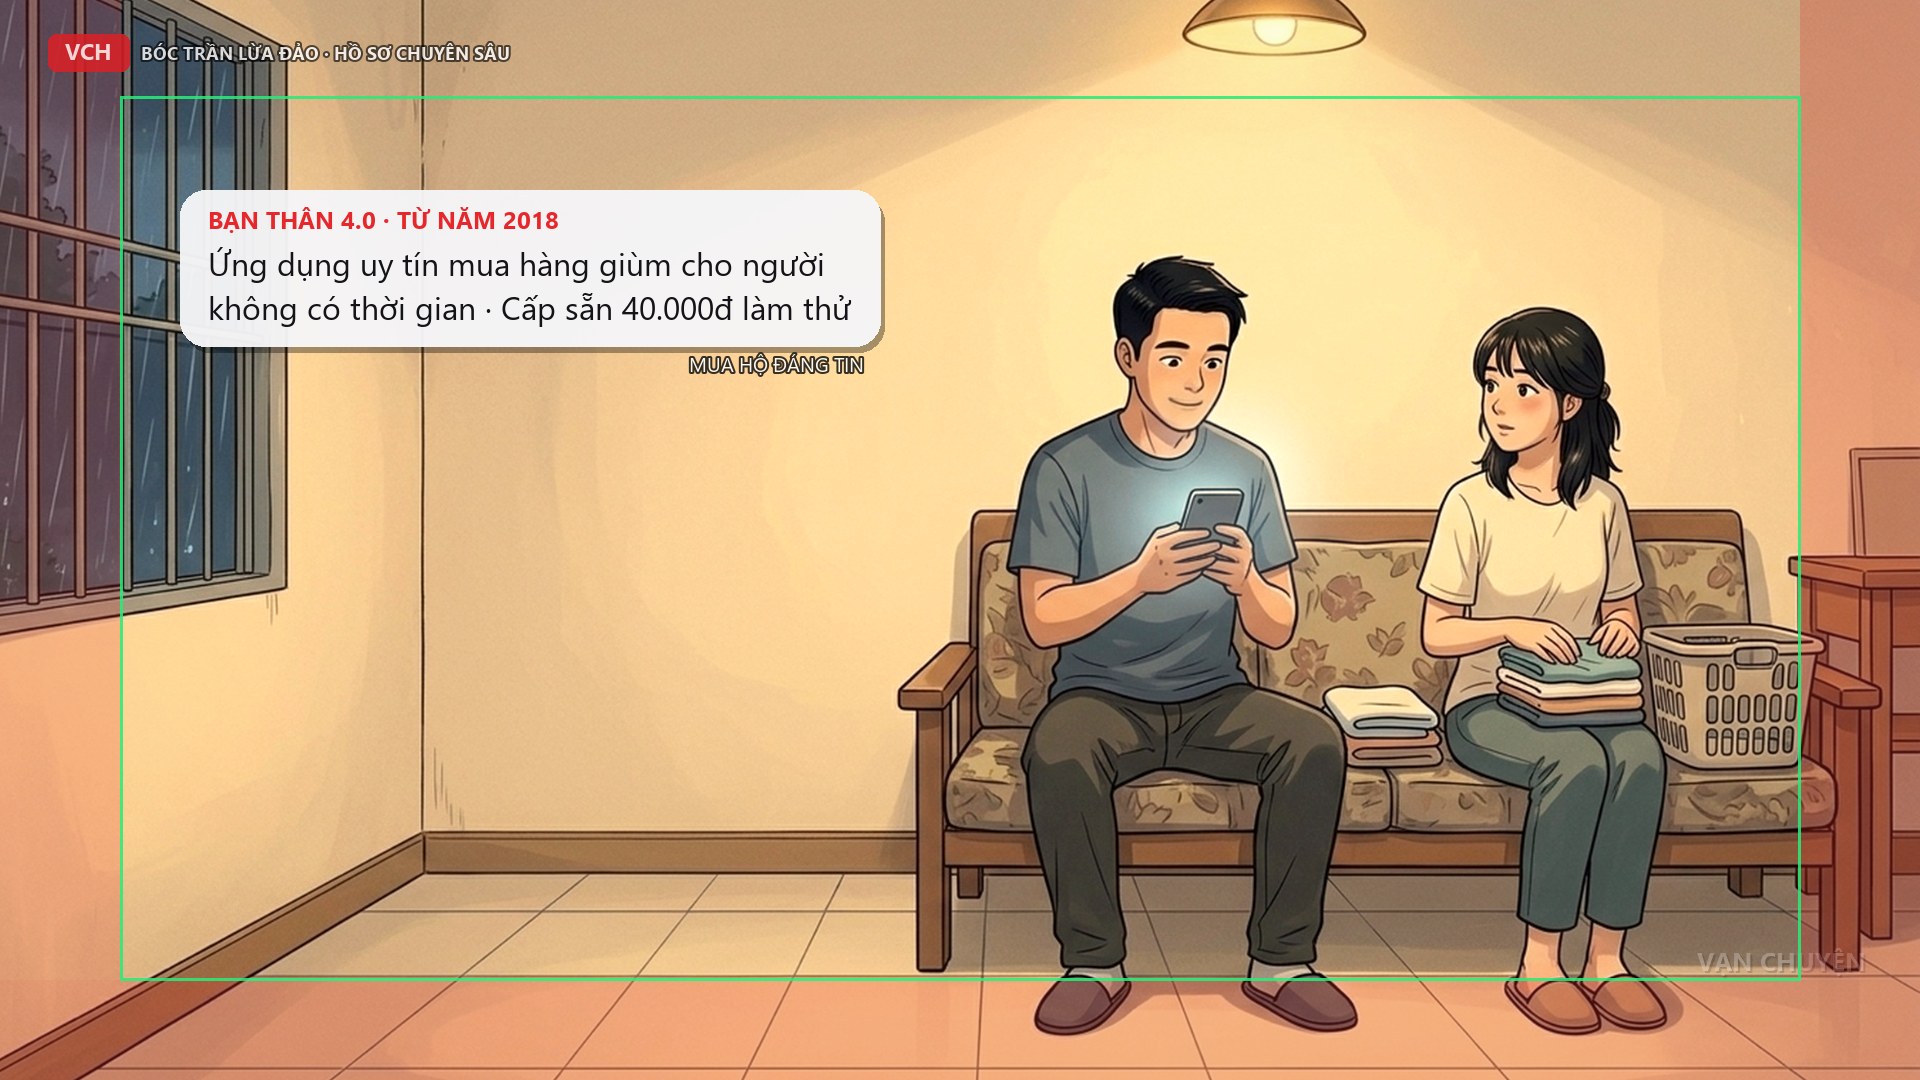 VCH BÓC TRẦN LỪA ĐẢO · HỒ SƠ CHUYÊN SÂU
BẠN THÂN 4.0 · TỪ NĂM 2018
Ứng dụng uy tín mua hàng giùm cho người
không có thời gian · Cấp sẵn 40.000đ làm thử
MUA HỘ ĐÁNG TIN
VẠN CHUYỆN